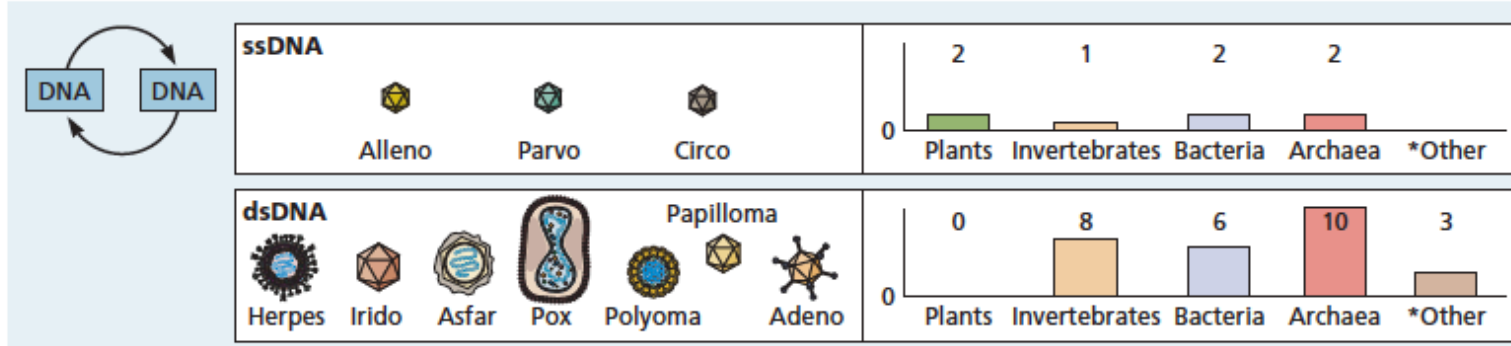 DNA DNA
ssDNA
Alleno Parvo Circo
2 1 2 2
0
Plants Invertebrates Bacteria Archaea *Other
dsDNA
Papilloma
Herpes Irido Asfar Pox Polyoma Adeno
0 8 6 10 3
0
Plants Invertebrates Bacteria Archaea *Other